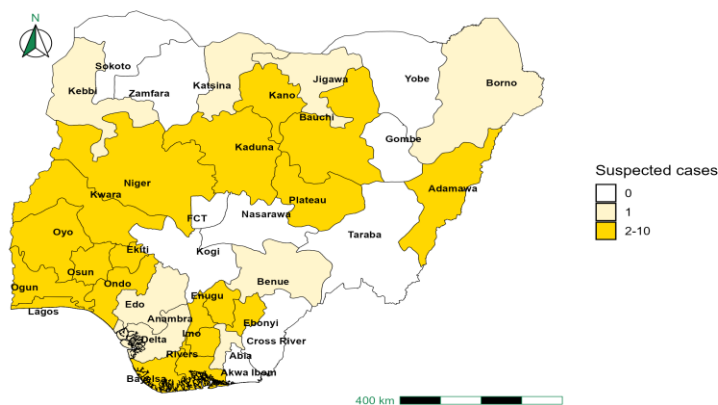 N
Sokoto
Kebbi
Zamfara
Katsina
Jigawa
Yobe
Borno
Kano
Bauchi
Gombe
Kaduna
Niger
Kwara
Plateau
Adamawa
FCT
Nasarawa
Taraba
Oyo
Ekiti
Kogi
Osun
Ondo
Ogun
Lagos
Edo
Benue
Enugu
Anambra
Ebonyi
Delta
Imo
Cross River
Abia
Rivers
Akwa Ibom
Bayelsa
Suspected cases
0
1
2-10
400 km